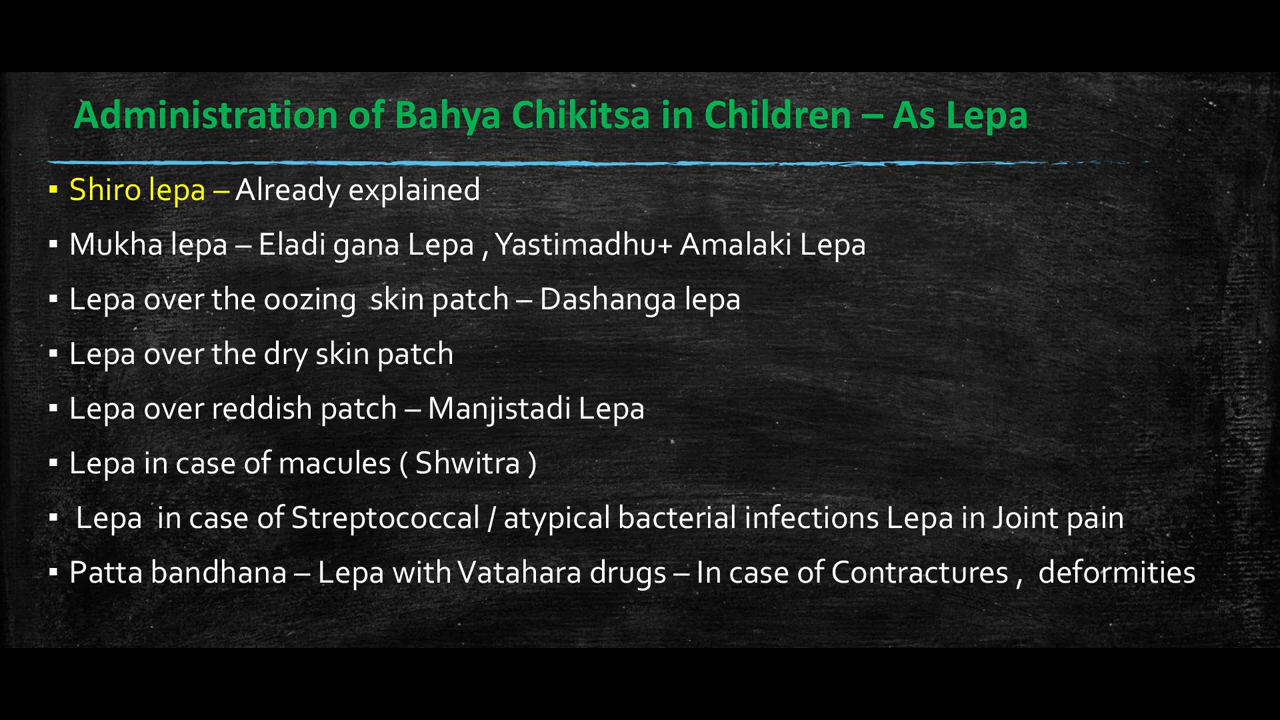 Administration of Bahya Chikitsa in Children – As Lepa
▪ Shiro lepa – Already explained
▪ Mukha lepa – Eladi gana Lepa , Yastimadhu+ Amalaki Lepa
▪ Lepa over the oozing skin patch – Dashanga lepa
▪ Lepa over the dry skin patch
▪ Lepa over reddish patch – Manjistadi Lepa
▪ Lepa in case of macules ( Shwitra )
▪ Lepa in case of Streptococcal / atypical bacterial infections Lepa in Joint pain
▪ Patta bandhana – Lepa with Vatahara drugs – In case of Contractures , deformities